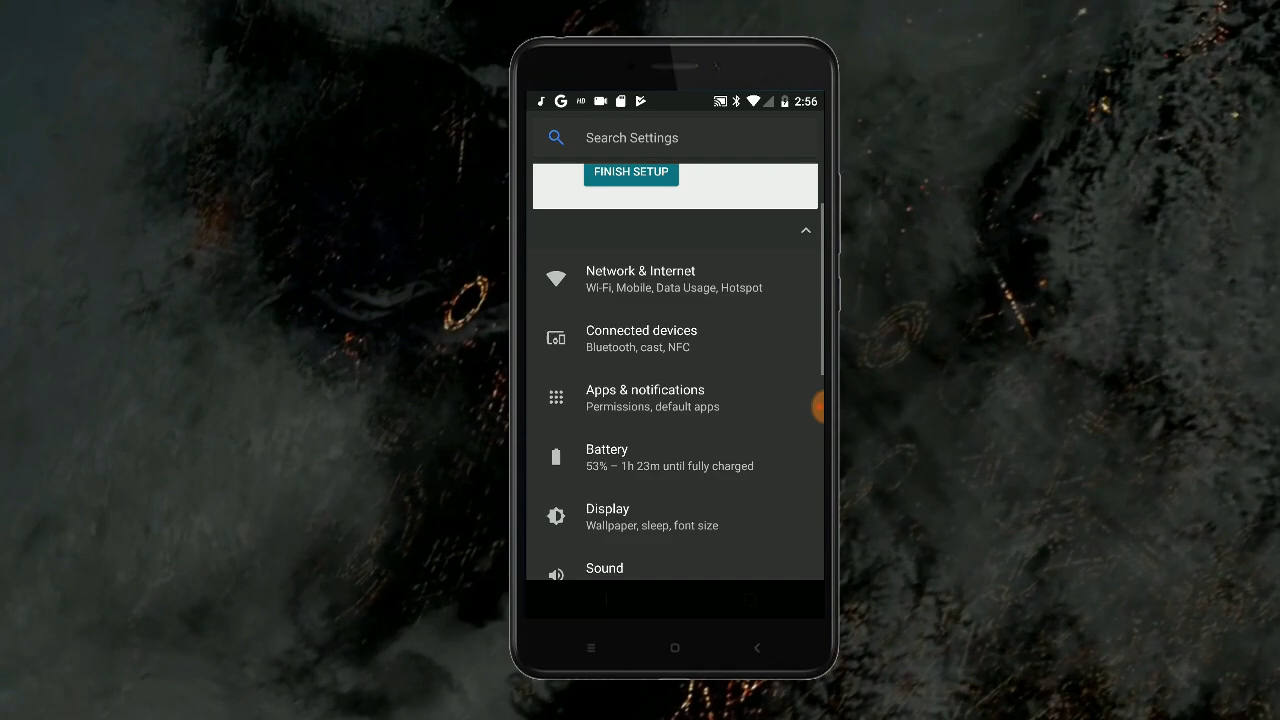 HD 2:56
Search Settings
FINISH SETUP
Network & Internet
Wi-Fi, Mobile, Data Usage, Hotspot
Connected devices
Bluetooth, cast, NFC
Apps & notifications
Permissions, default apps
Battery
53% – 1h 23m until fully charged
Display
Wallpaper, sleep, font size
Sound